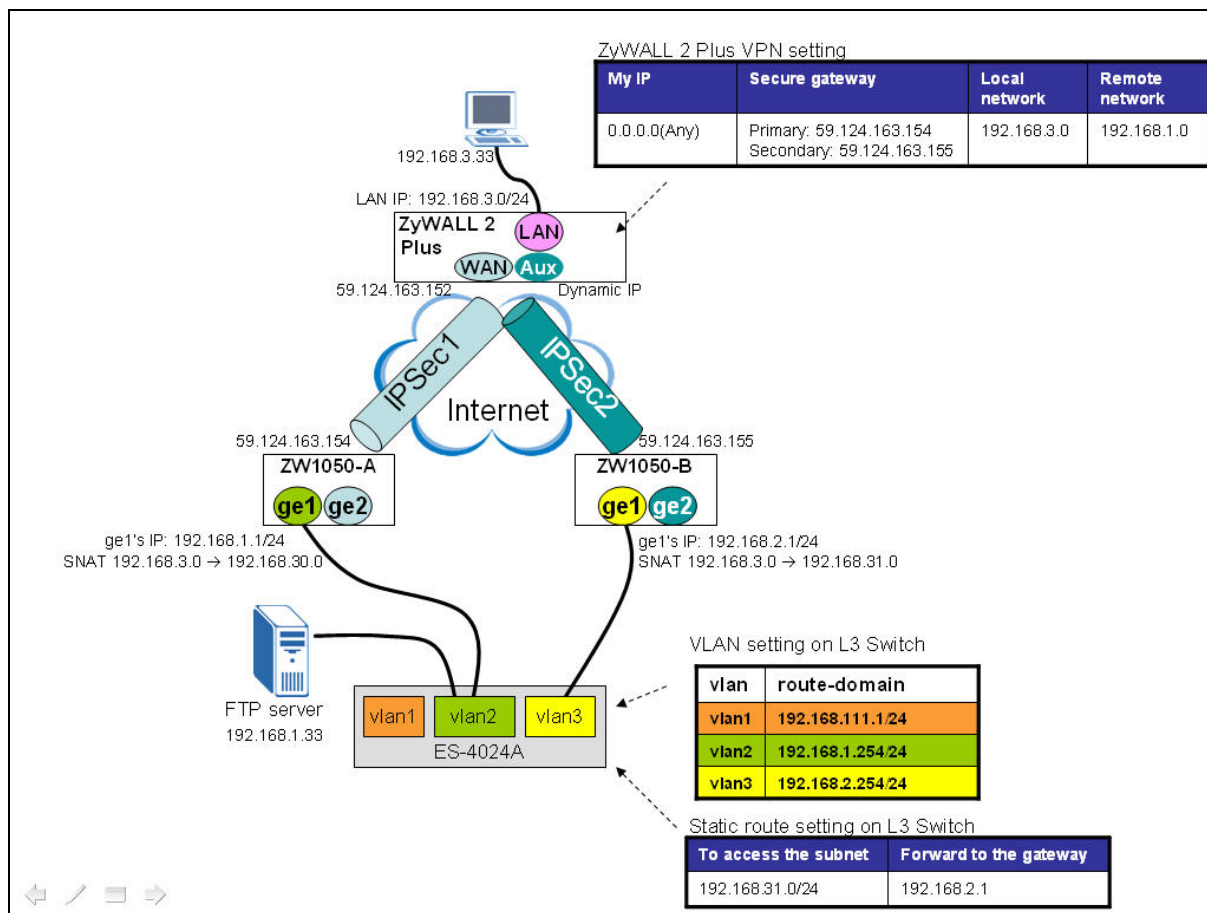 ZyWALL 2 Plus VPN setting
My IP
Secure gateway
Local
network
Remote
network
0.0.0.0(Any)
Primary: 59.124.163.154
Secondary: 59.124.163.155
192.168.3.0
192.168.1.0
192.168.3.33
LAN IP: 192.168.3.0/24
ZyWALL 2
Plus
LAN
WAN
Aux
59.124.163.152
Dynamic IP
IPSec1
IPSec2
Internet
59.124.163.154
59.124.163.155
ZW1050-A
ge1
ge2
ZW1050-B
ge1
ge2
ge1's IP: 192.168.1.1/24
SNAT 192.168.3.0 → 192.168.30.0
ge1's IP: 192.168.2.1/24
SNAT 192.168.3.0 → 192.168.31.0
FTP server
192.168.1.33
vlan1
vlan2
vlan3
ES-4024A
VLAN setting on L3 Switch
vlan
route-domain
vlan1
192.168.111.1/24
vlan2
192.168.1.254/24
vlan3
192.168.2.254/24
Static route setting on L3 Switch
To access the subnet
Forward to the gateway
192.168.31.0/24
192.168.2.1